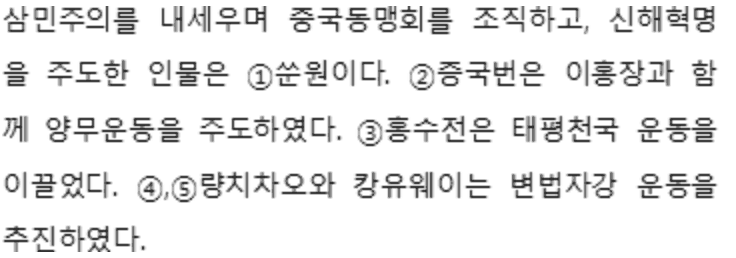 삼민주의를 내세우며 중국동맹회를 조직하고, 신해혁명
을 주도한 인물은 ①쑨원이다. ②증국번은 이홍장과 함
께 양무운동을 주도하였다. ③홍수전은 태평천국 운동을
이끌었다. ④,⑤량치차오와 캉유웨이는 변법자강 운동을
추진하였다.